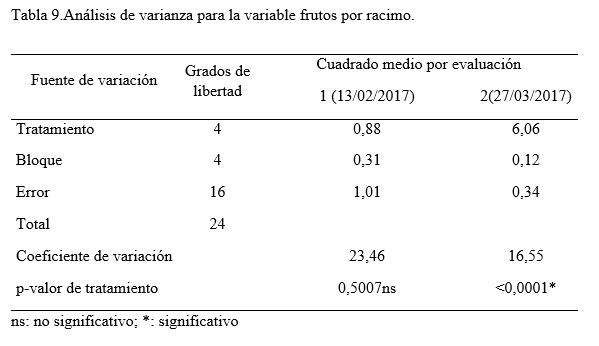 Tabla 9.Análisis de varianza para la variable frutos por racimo.
Fuente de variación Grados de libertad Cuadrado medio por evaluación
1 (13/02/2017) 2(27/03/2017)
Tratamiento 4 0,88 6,06
Bloque 4 0,31 0,12
Error 16 1,01 0,34
Total 24
Coeficiente de variación 23,46 16,55
p-valor de tratamiento 0,5007ns <0,0001*
ns: no significativo; *: significativo